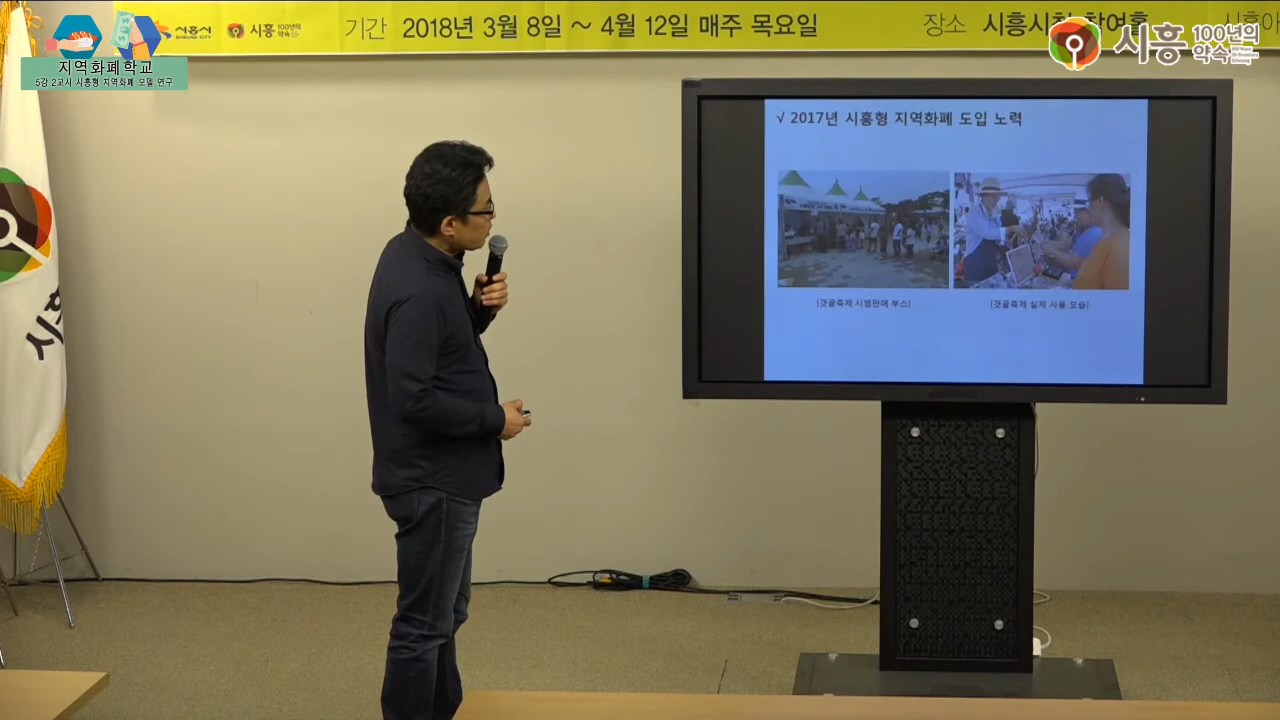 시흥시
SIHEUNG CITY
시흥 100년의 약속
기간 2018년 3월 8일 ~ 4월 12일 매주 목요일
장소 시흥시청 참여홀
시흥 100년의 약속
지역화폐학교
5강 2교시 시흥형 지역화폐 모델 연구
√ 2017년 시흥형 지역화폐 도입 노력
[갯골축제 시범판매 부스]
[갯골축제 실제 사용 모습]
시흥